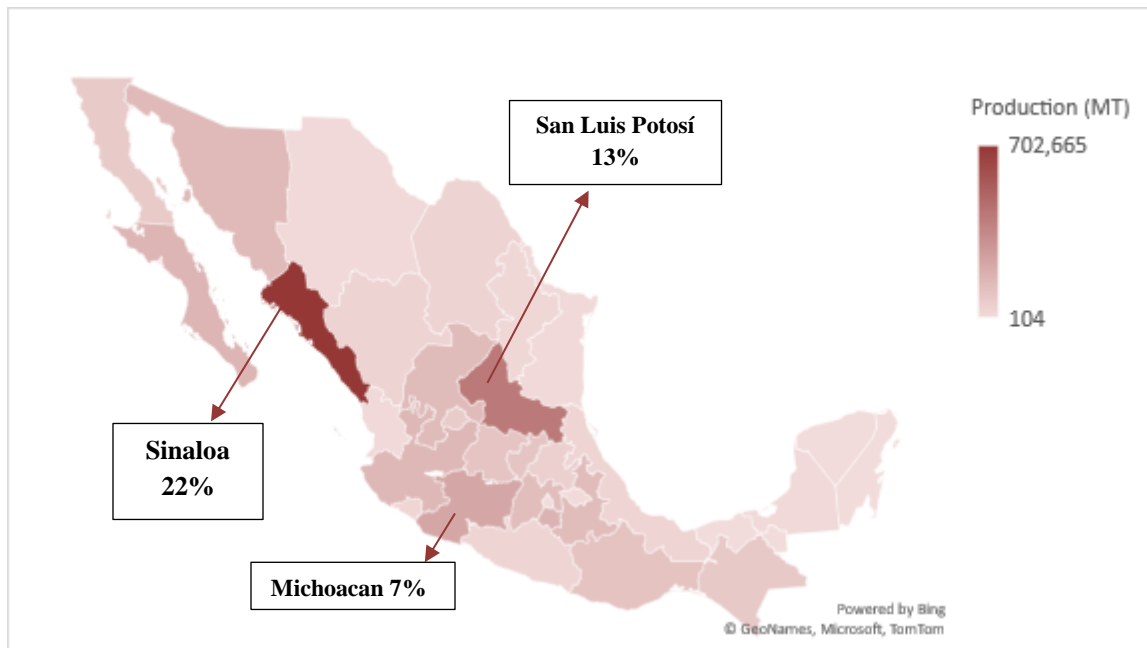 San Luis Potosí
13%
Production (MT)
702,665
104
Sinaloa
22%
Michoacan 7%
Powered by Bing
© GeoNames, Microsoft, TomTom